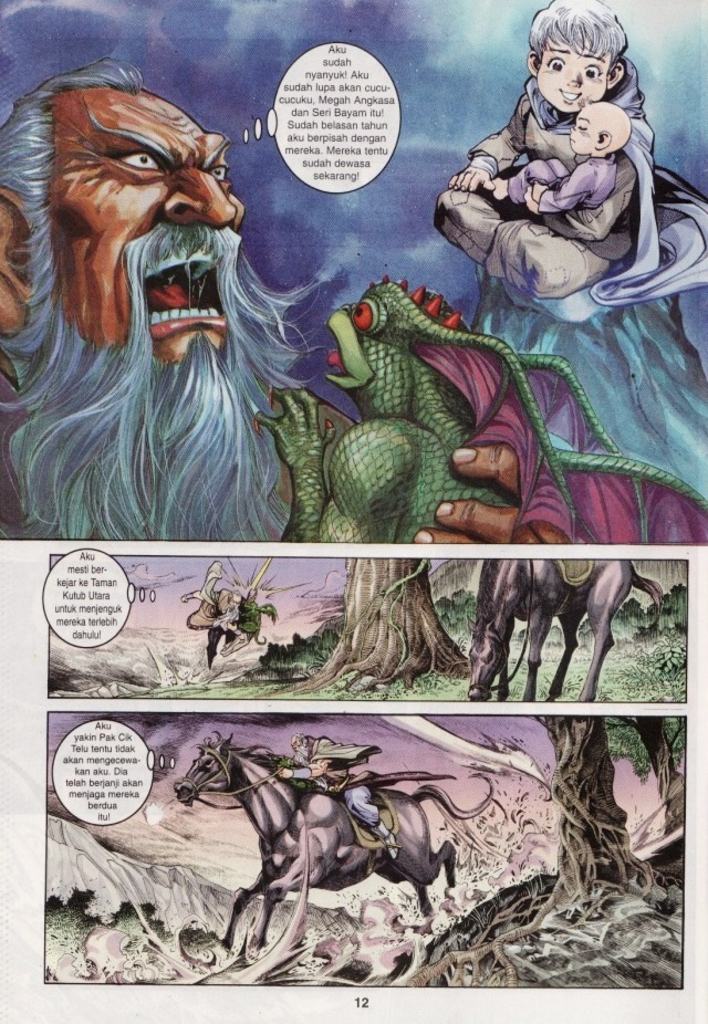 Aku
sudah
nyanyuk! Aku
sudah lupa akan cucu-
cucuku, Megah Angkasa
dan Seri Bayam itu!
Sudah belasan tahun
aku berpisah dengan
mereka. Mereka tentu
sudah dewasa
sekarang!
Aku
mesti ber-
kejar ke Taman
Kutub Utara
untuk menjenguk
mereka terlebih
dahulu!
Aku
yakin Pak Cik
Telu tentu tidak
akan mengecewa-
kan aku. Dia
telah berjanji akan
menjaga mereka
berdua
itu!
12